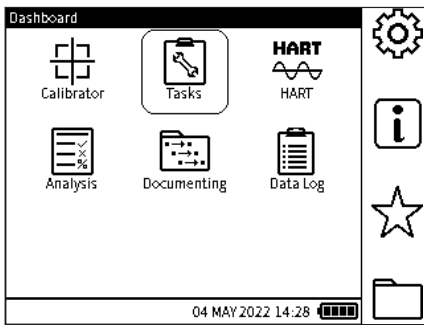 Dashboard
HART
Calibrator Tasks HART
Analysis Documenting Data Log
04 MAY 2022 14:28